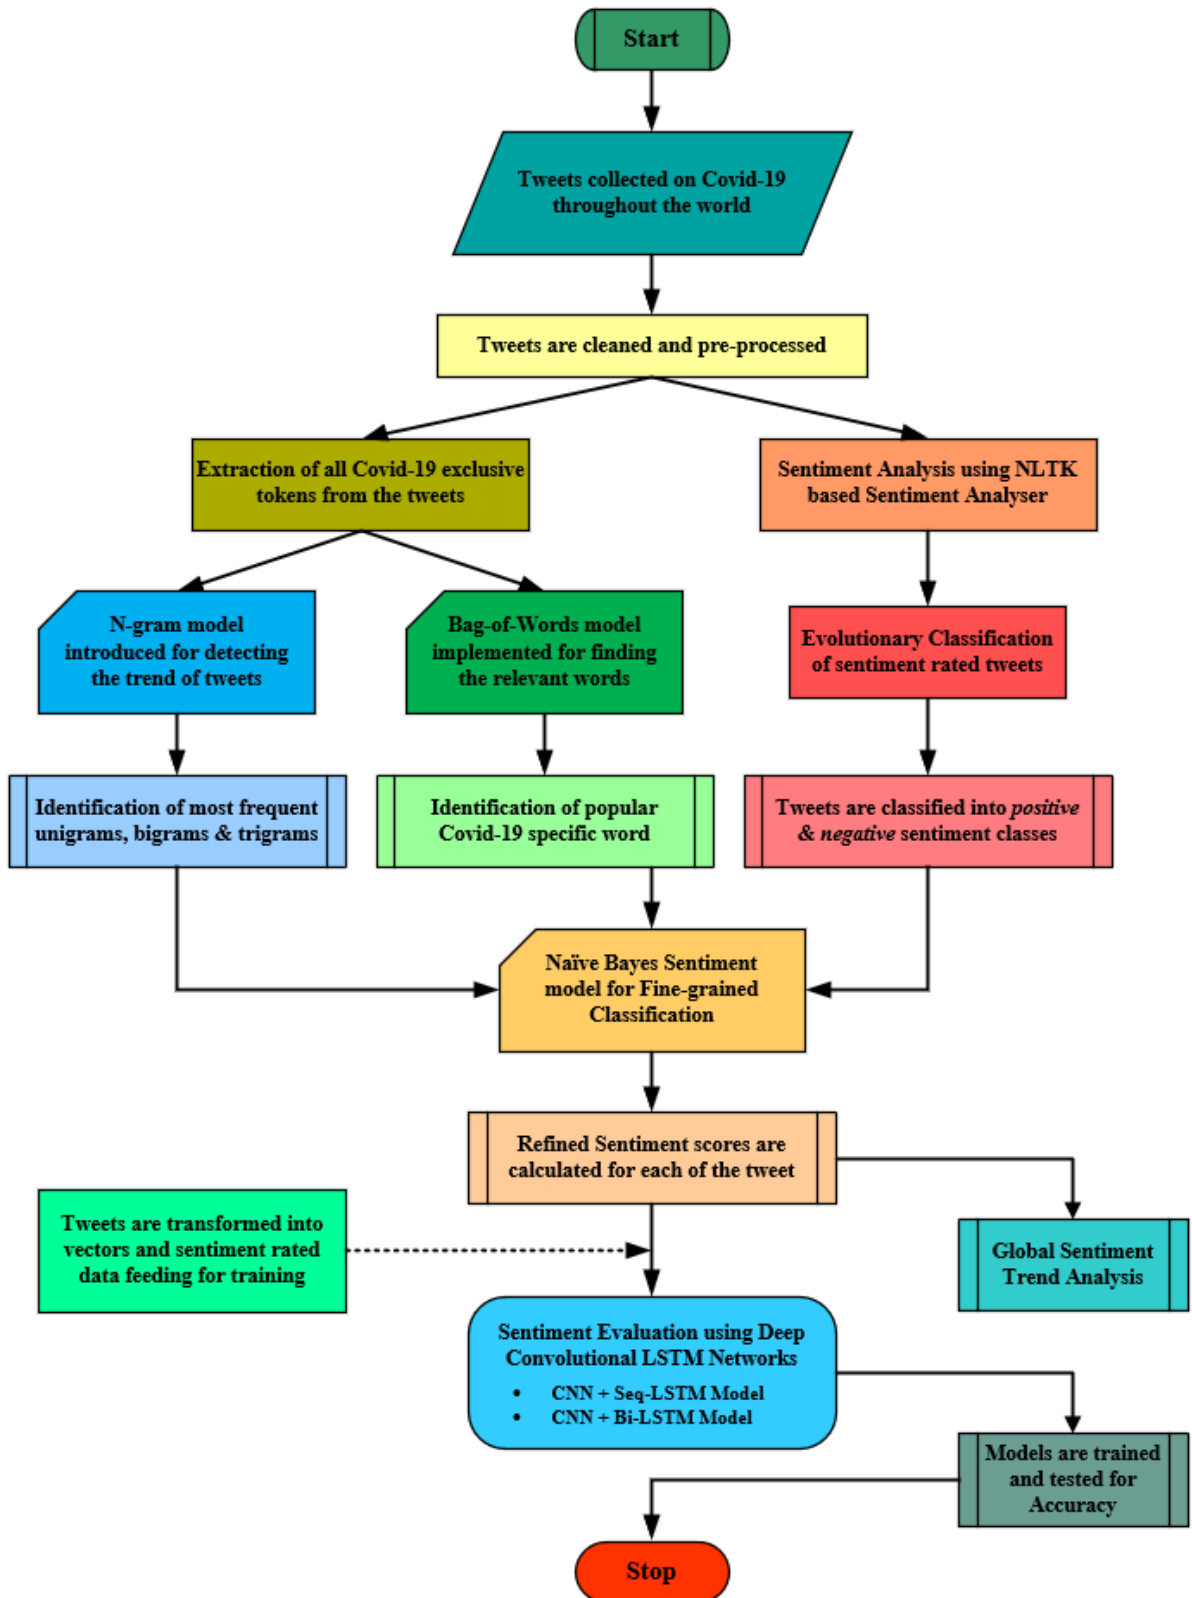 Start
Tweets collected on Covid-19
throughout the world
Tweets are cleaned and pre-processed
Extraction of all Covid-19 exclusive
tokens from the tweets
Sentiment Analysis using NLTK
based Sentiment Analyser
N-gram model
introduced for detecting
the trend of tweets
Bag-of-Words model
implemented for finding
the relevant words
Evolutionary Classification
of sentiment rated tweets
Identification of most frequent
unigrams, bigrams & trigrams
Identification of popular
Covid-19 specific word
Tweets are classified into positive
& negative sentiment classes
Naïve Bayes Sentiment
model for Fine-grained
Classification
Refined Sentiment scores are
calculated for each of the tweet
Tweets are transformed into
vectors and sentiment rated
data feeding for training
Global Sentiment
Trend Analysis
Sentiment Evaluation using Deep
Convolutional LSTM Networks
• CNN + Seq-LSTM Model
• CNN + Bi-LSTM Model
Models are trained
and tested for
Accuracy
Stop